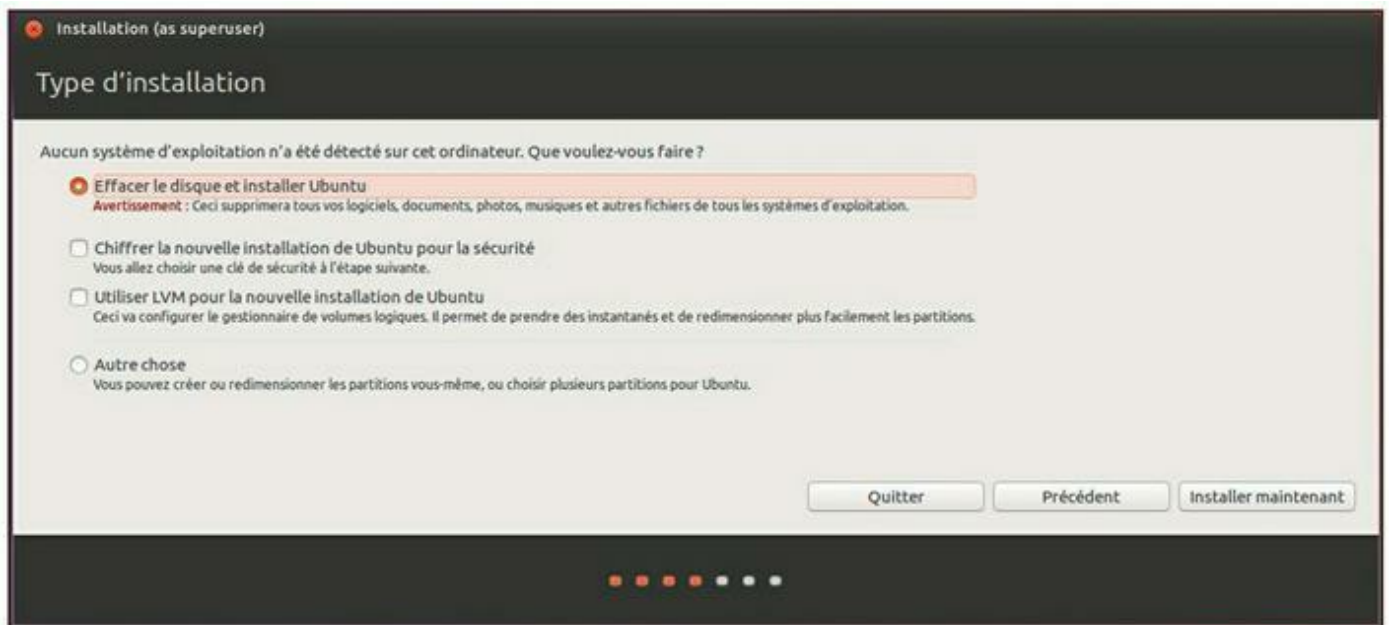 Installation (as superuser)
Type d'installation
Aucun système d'exploitation n'a été détecté sur cet ordinateur. Que voulez-vous faire ?
Effacer le disque et installer Ubuntu
Avertissement : Ceci supprimera tous vos logiciels, documents, photos, musiques et autres fichiers de tous les systèmes d'exploitation.
Chiffrer la nouvelle installation de Ubuntu pour la sécurité
Vous allez choisir une clé de sécurité à l'étape suivante.
Utiliser LVM pour la nouvelle installation de Ubuntu
Ceci va configurer le gestionnaire de volumes logiques. Il permet de prendre des instantanés et de redimensionner plus facilement les partitions.
Autre chose
Vous pouvez créer ou redimensionner les partitions vous-même, ou choisir plusieurs partitions pour Ubuntu.
Quitter
Précédent
Installer maintenant